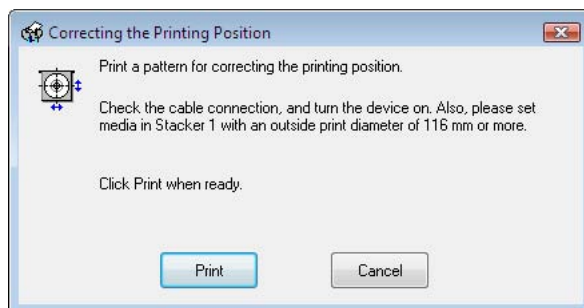 Correcting the Printing Position
Print a pattern for correcting the printing position.
Check the cable connection, and turn the device on. Also, please set
media in Stacker 1 with an outside print diameter of 116 mm or more.
Click Print when ready.
Print
Cancel